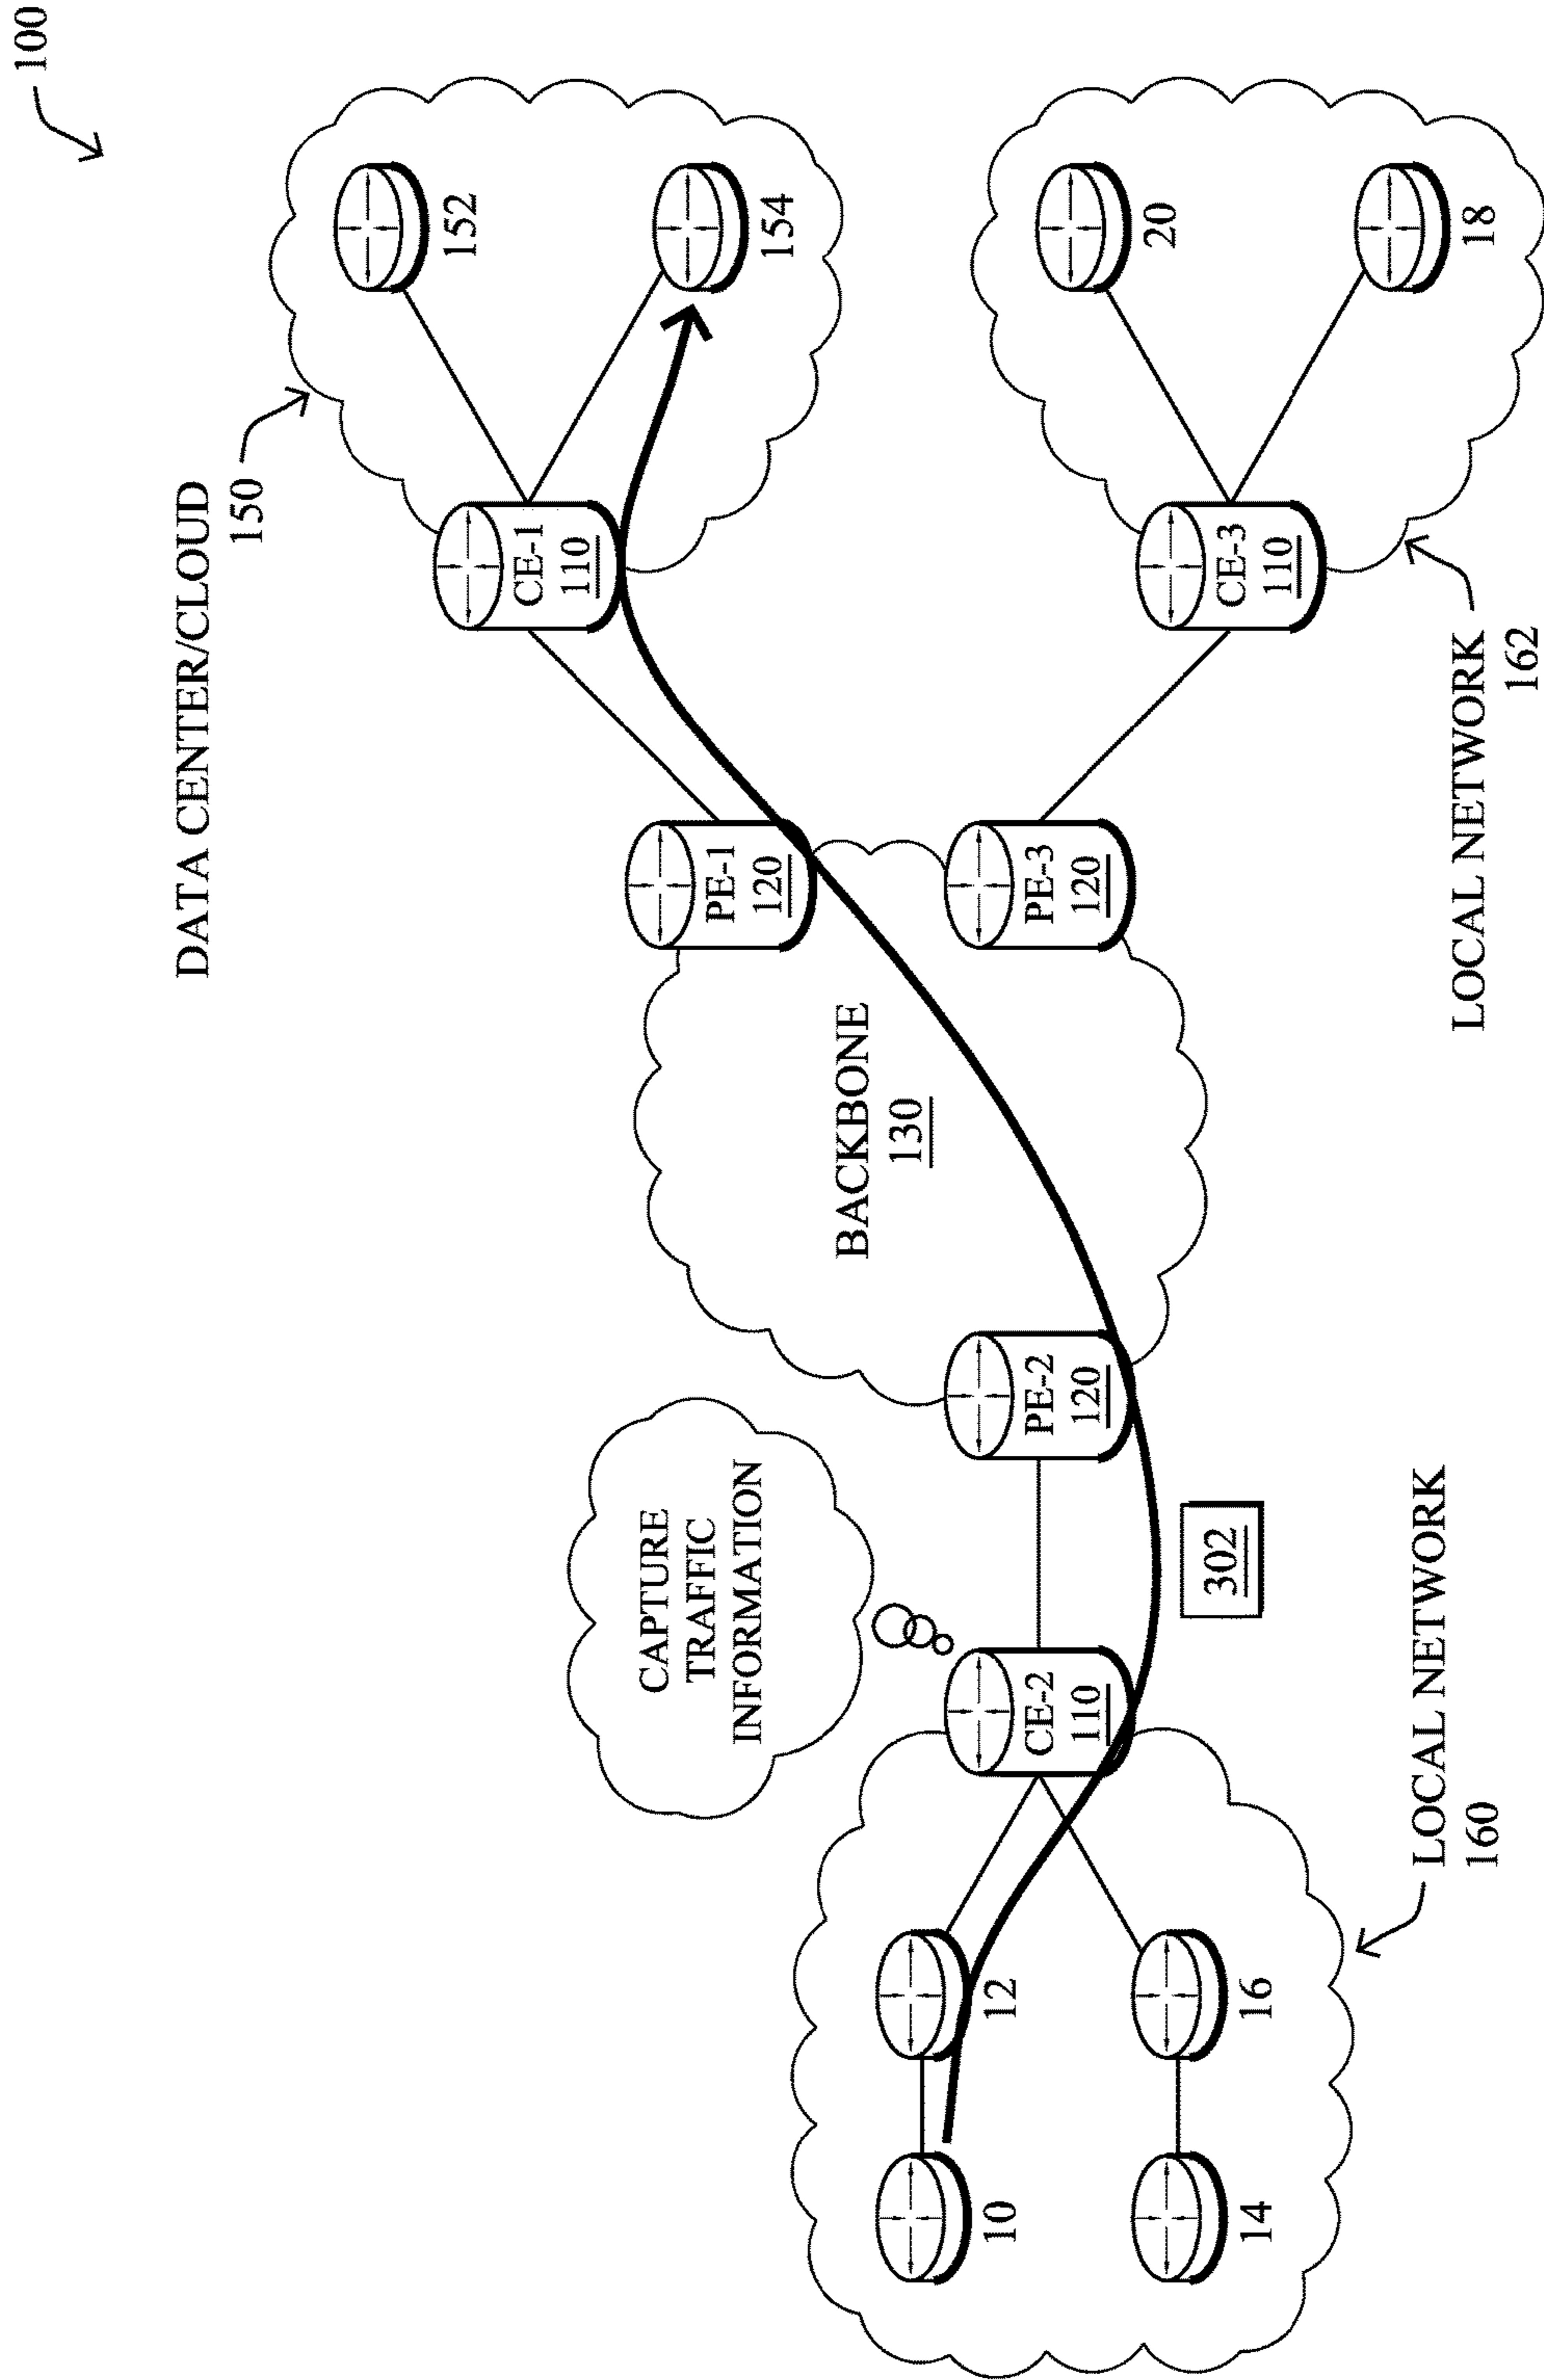 100
DATA CENTER/CLOUD
150
152
154
CE-1
110
PE-1
120
BACKBONE
130
CAPTURE
TRAFFIC
INFORMATION
10
12
14
16
CE-2
110
PE-2
120
302
PE-3
120
CE-3
110
20
18
LOCAL NETWORK
160
LOCAL NETWORK
162